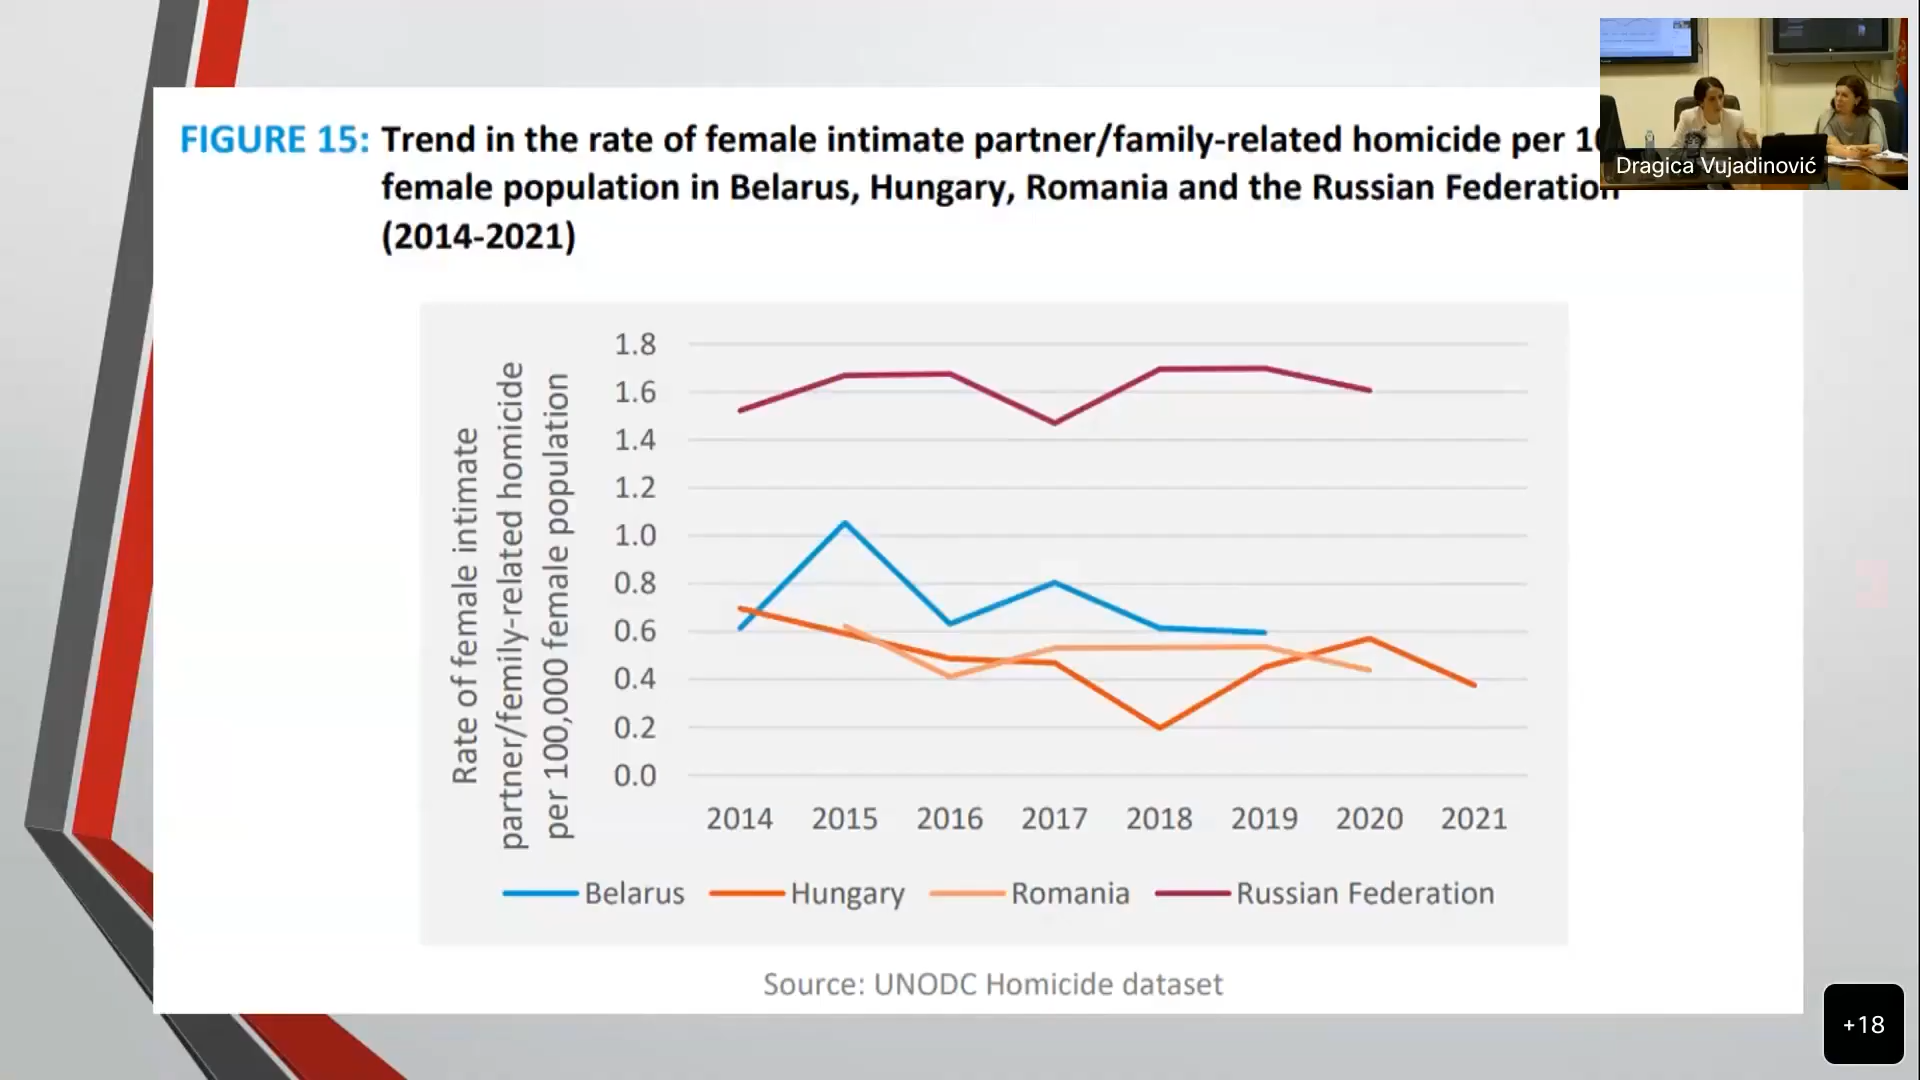 FIGURE 15: Trend in the rate of female intimate partner/family-related homicide per
female population in Belarus, Hungary, Romania and the Russian Federation
(2014-2021)
Dragica Vujadinović
Rate of female intimate
partner/femily-related homicide
per 100,000 female population
1.8
1.6
1.4
1.2
1.0
0.8
0.6
0.4
0.2
0.0
2014 2015 2016 2017 2018 2019 2020 2021
Belarus Hungary Romania Russian Federation
Source: UNODC Homicide dataset
+18